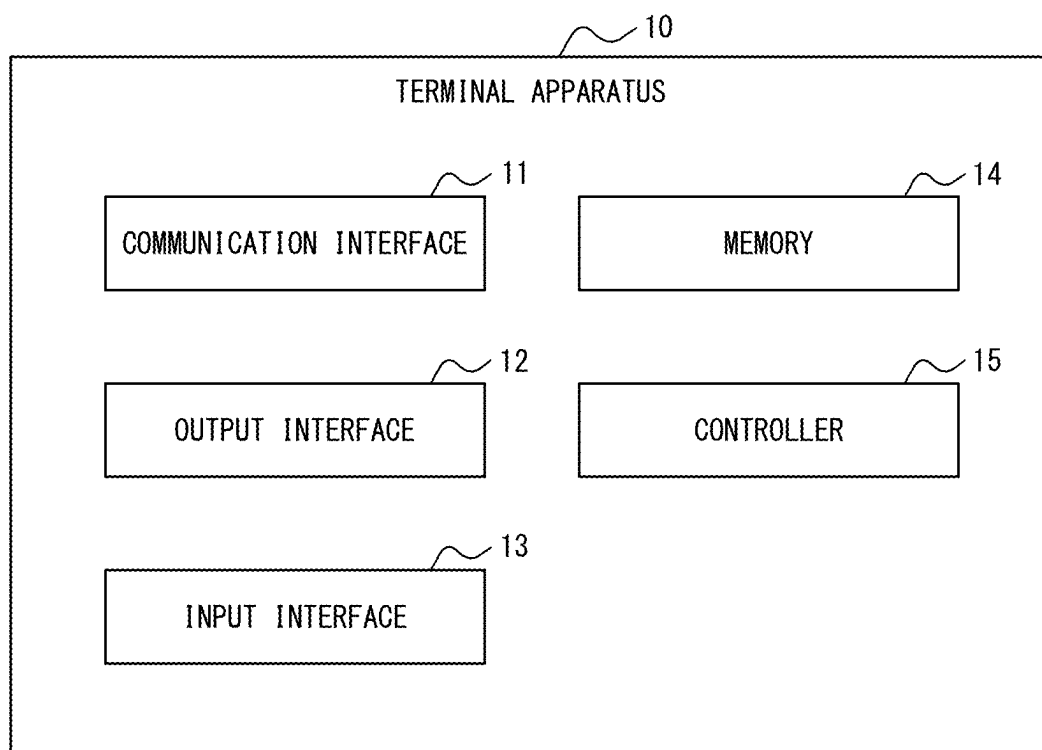 10
TERMINAL APPARATUS
11
COMMUNICATION INTERFACE
14
MEMORY
12
OUTPUT INTERFACE
15
CONTROLLER
13
INPUT INTERFACE